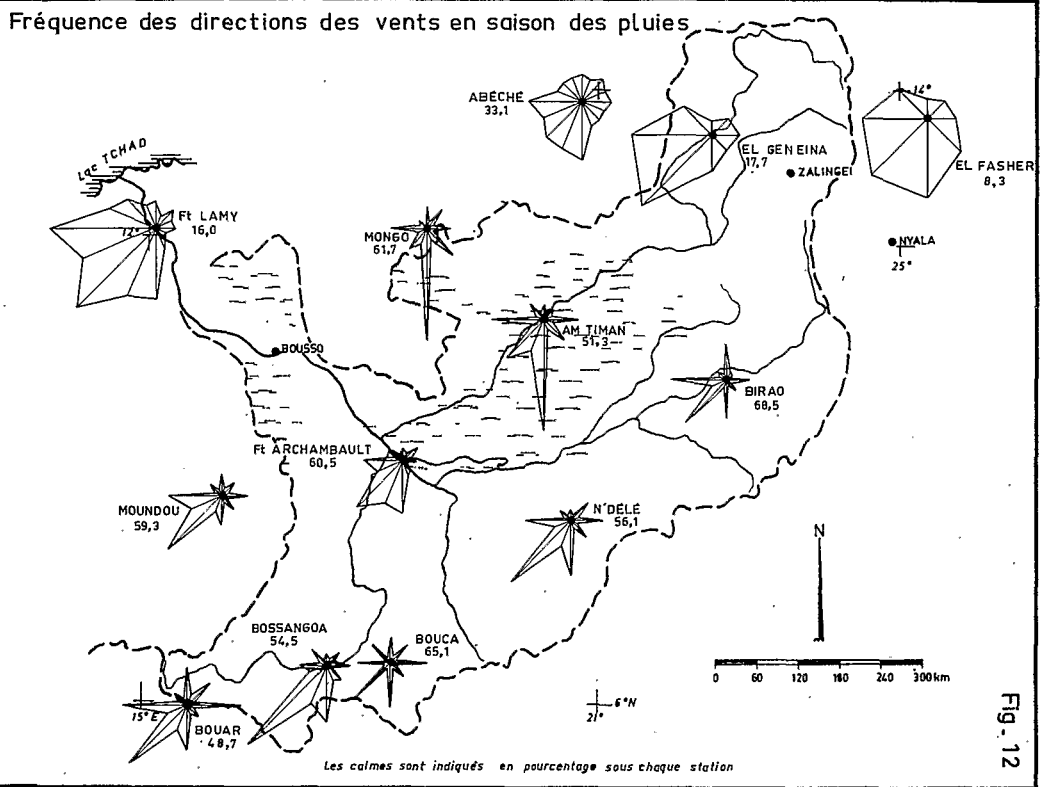 Fréquence des directions des vents en saison des pluies
ABÉCHÉ
33,1
14°
EL GENEINA
17,7
ZALINGEI
EL FASHER
8,3
Lac TCHAD
Ft LAMY
16,0
12°
MONGO
61,7
NYALA
25°
AM TIMAN
51,3
BOUSSO
BIRAO
68,5
Ft ARCHAMBAULT
60,5
MOUNDOU
59,3
N'DÉLÉ
56,1
N
BOSSANGOA
54,5
BOUCA
65,1
0 60 120 180 240 300km
15° E
BOUAR
48,7
6°N
21°
Fig. 12
Les calmes sont indiqués en pourcentage sous chaque station